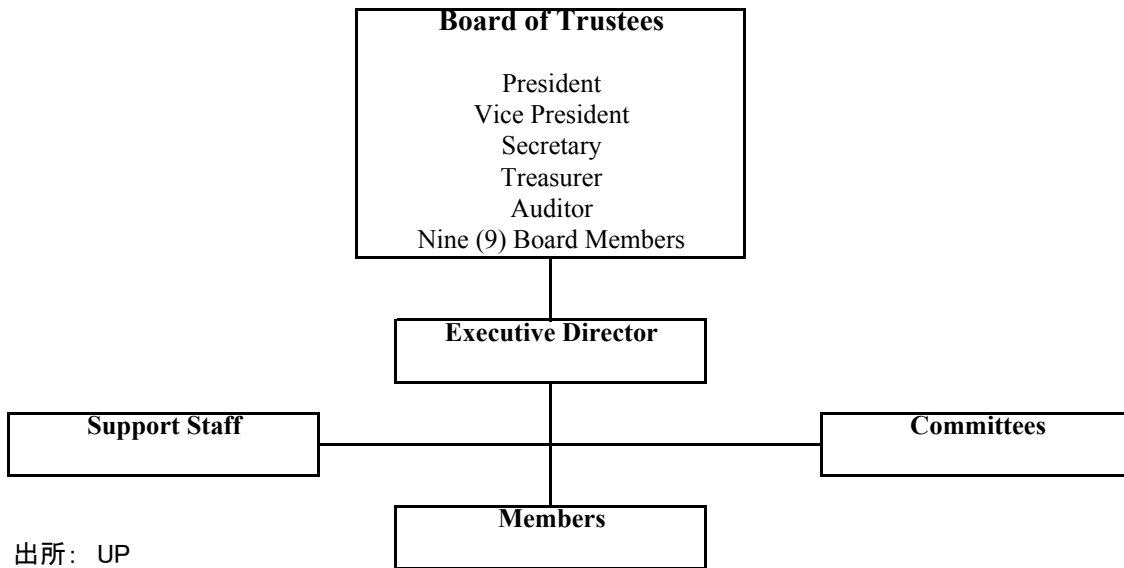 Board of Trustees
President
Vice President
Secretary
Treasurer
Auditor
Nine (9) Board Members
Executive Director
Support Staff
Committees
Members
出所： UP